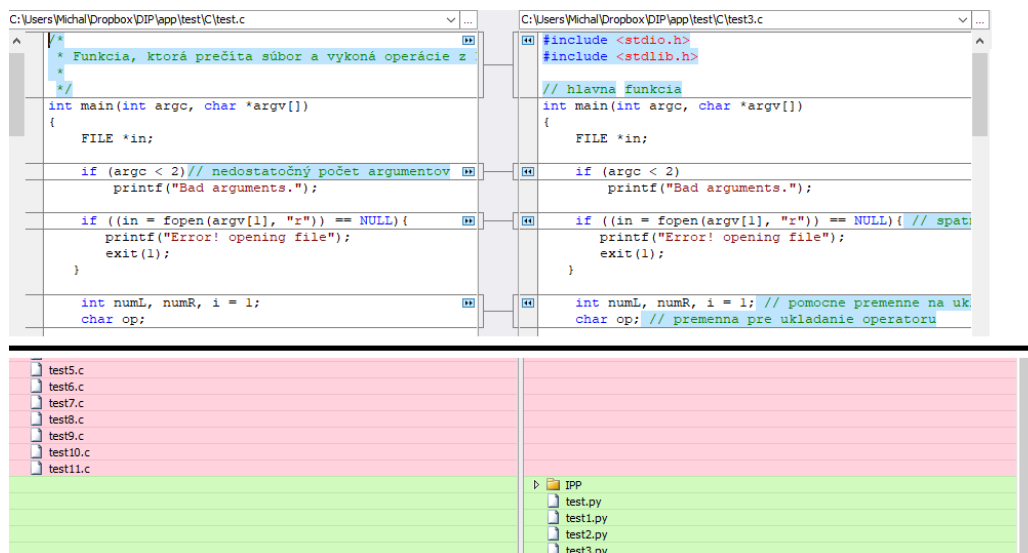 C:\Users\Michal\Dropbox\DIP\app\test\C\test.c
/*
* Funkcia, ktorá prečíta súbor a vykoná operácie z
*
*/
int main(int argc, char *argv[])
{
FILE *in;
if (argc < 2)// nedostatočný počet argumentov
printf("Bad arguments.");
if ((in = fopen(argv[1], "r")) == NULL){
printf("Error! opening file");
exit(1);
}
int numL, numR, i = 1;
char op;
C:\Users\Michal\Dropbox\DIP\app\test\C\test3.c
#include <stdio.h>
#include <stdlib.h>
// hlavna funkcia
int main(int argc, char *argv[])
{
FILE *in;
if (argc < 2)
printf("Bad arguments.");
if ((in = fopen(argv[1], "r")) == NULL){ // spatn
printf("Error! opening file");
exit(1);
}
int numL, numR, i = 1; // pomocne premenne na uk
char op; // premenna pre ukladanie operatoru
test5.c
test6.c
test7.c
test8.c
test9.c
test10.c
test11.c
IPP
test.py
test1.py
test2.py
test3.py